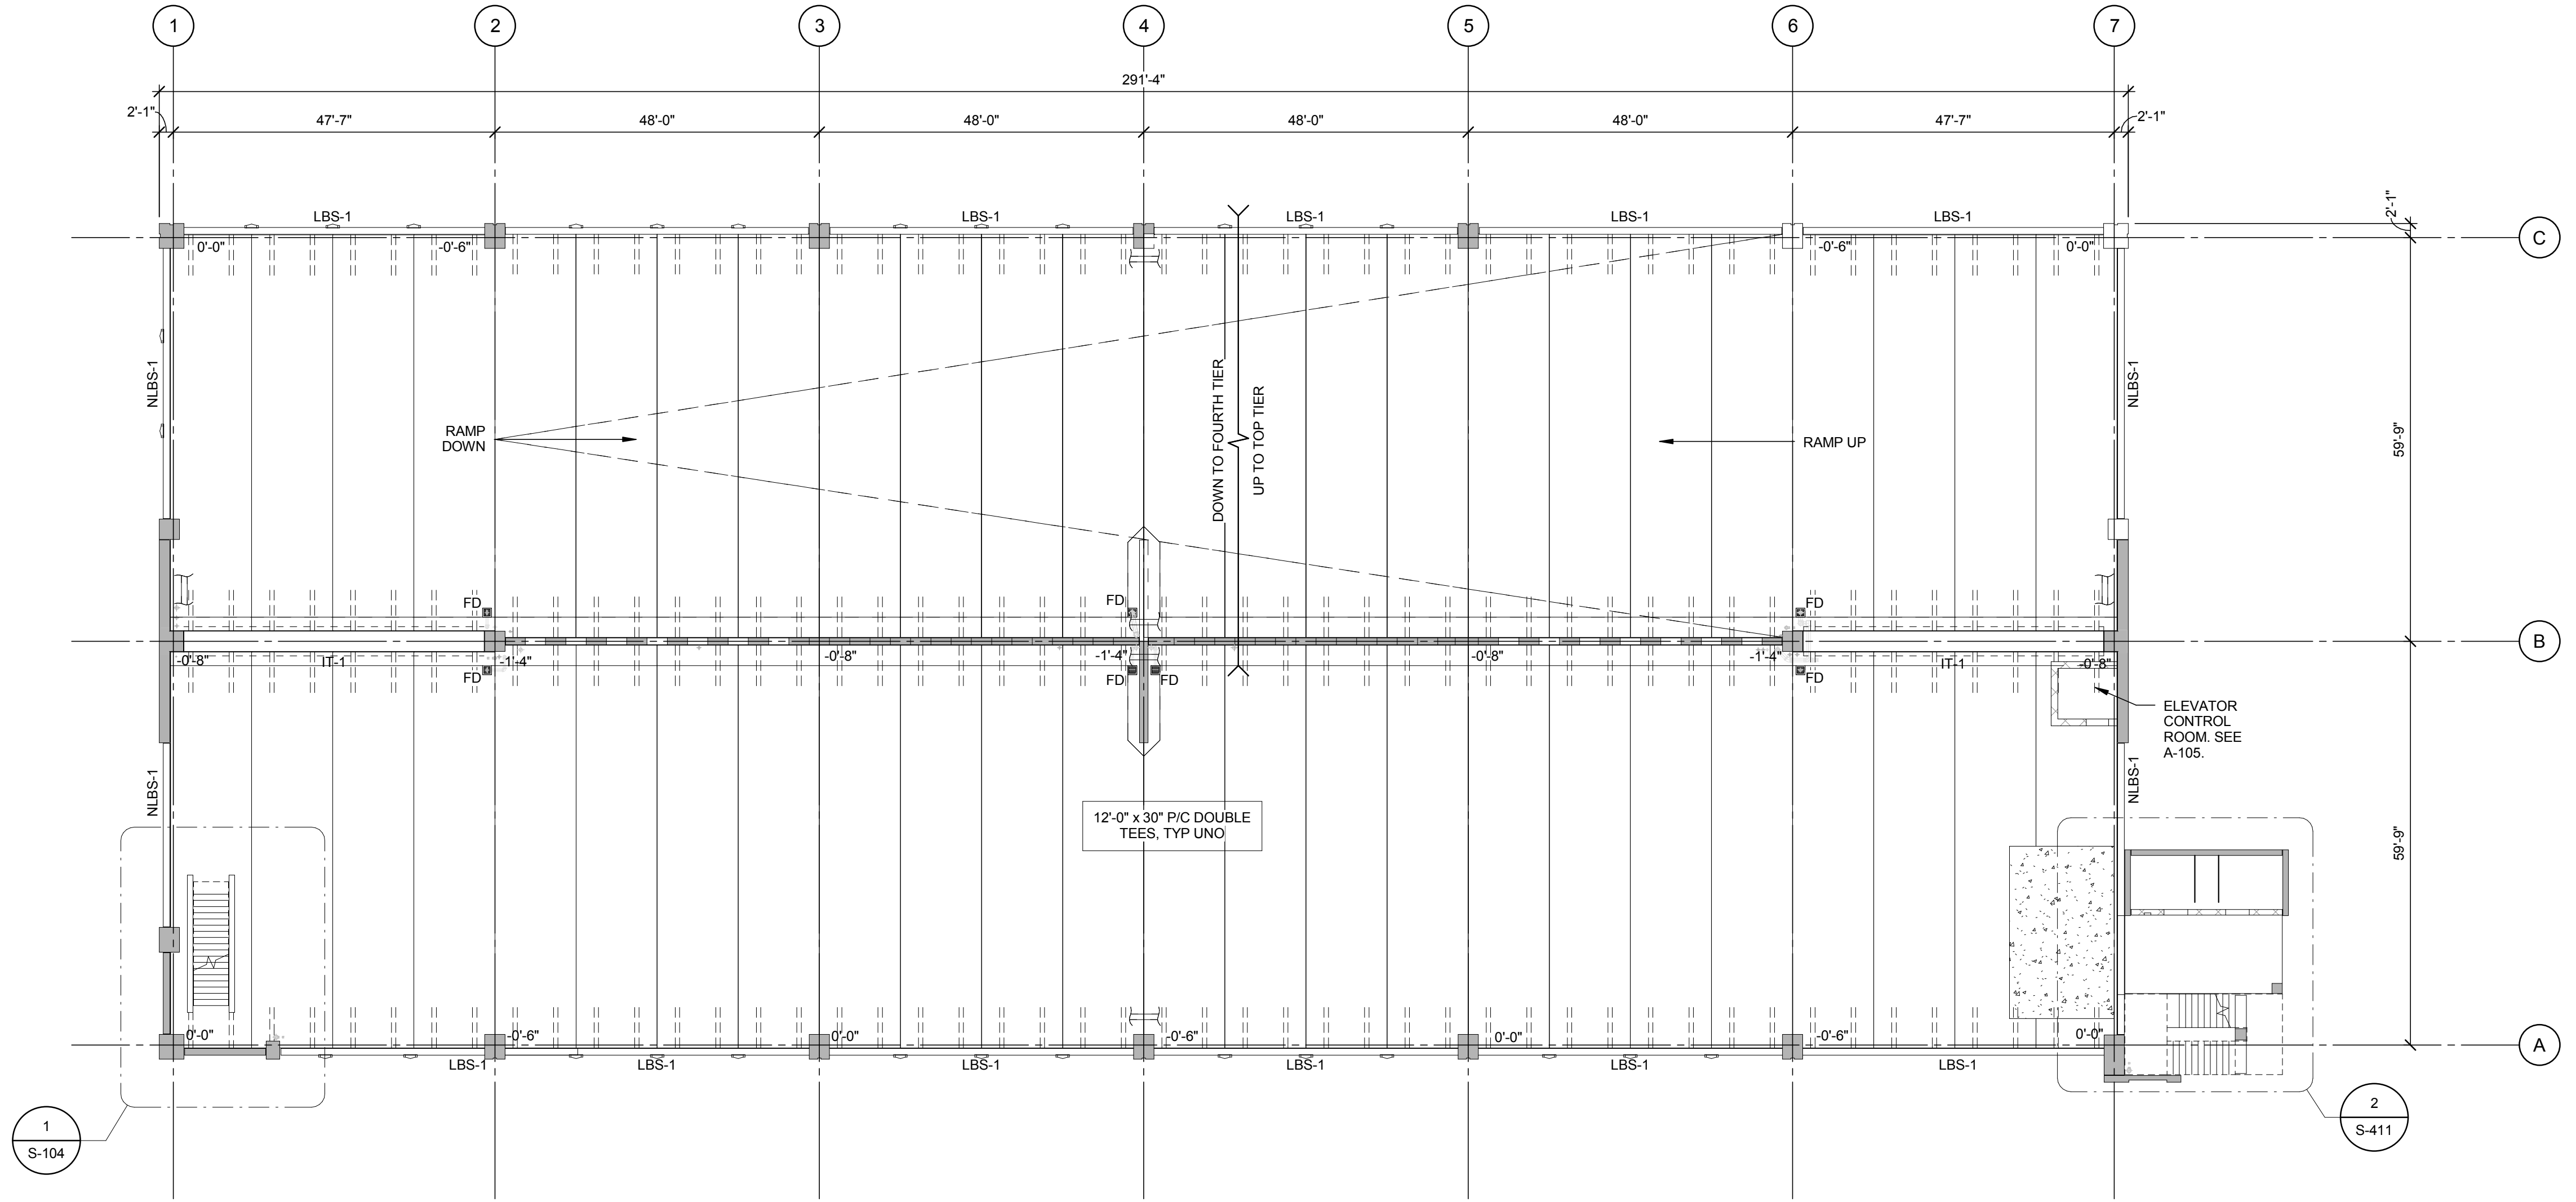 1
2
3
4
5
6
7
291'-4"
2'-1"
47'-7"
48'-0"
48'-0"
48'-0"
48'-0"
47'-7"
2'-1"
2'-1"
LBS-1
LBS-1
LBS-1
LBS-1
LBS-1
C
0'-0"
-0'-6"
-0'-6"
0'-0"
NLBS-1
RAMP
DOWN
DOWN TO FOURTH TIER
UP TO TOP TIER
RAMP UP
NLBS-1
59'-9"
FD
FD
FD
B
-0'-8"
IT-1
-1'-4"
-0'-8"
-1'-4"
-0'-8"
-1'-4"
IT-1
-0'-8"
FD
FD
FD
FD
ELEVATOR
CONTROL
ROOM. SEE
A-105.
NLBS-1
NLBS-1
12'-0" x 30" P/C DOUBLE
TEES, TYP UNO
59'-9"
0'-0"
-0'-6"
0'-0"
-0'-6"
0'-0"
-0'-6"
0'-0"
A
LBS-1
LBS-1
LBS-1
LBS-1
LBS-1
LBS-1
1
S-104
2
S-411